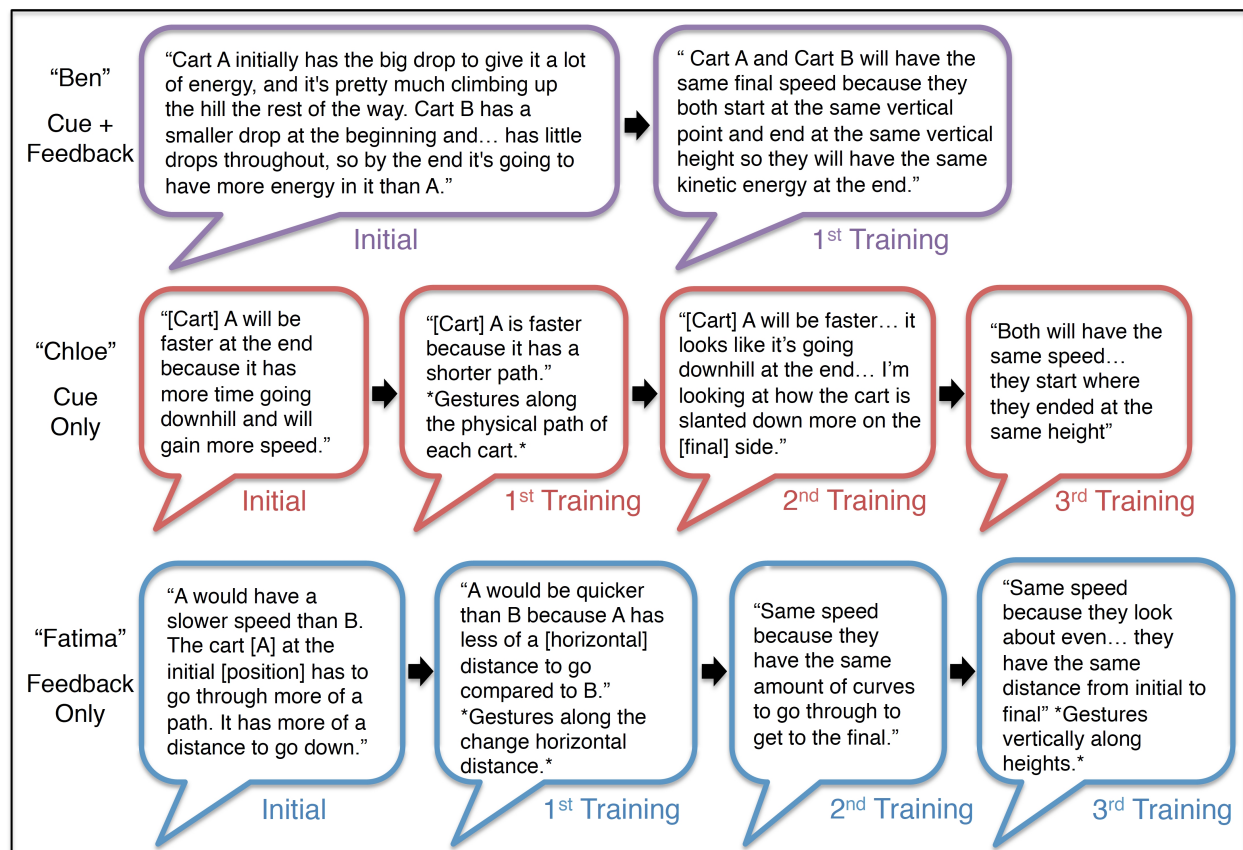 “Ben”
Cue +
Feedback
“Cart A initially has the big drop to give it a lot
of energy, and it's pretty much climbing up
the hill the rest of the way. Cart B has a
smaller drop at the beginning and… has little
drops throughout, so by the end it's going to
have more energy in it than A.”
Initial
“ Cart A and Cart B will have the
same final speed because they
both start at the same vertical
point and end at the same vertical
height so they will have the same
kinetic energy at the end.”
1st Training
“Chloe”
Cue
Only
“[Cart] A will be
faster at the end
because it has
more time going
downhill and will
gain more speed.”
Initial
“[Cart] A is faster
because it has a
shorter path.”
*Gestures along
the physical path of
each cart.*
1st Training
“[Cart] A will be faster… it
looks like it’s going
downhill at the end… I’m
looking at how the cart is
slanted down more on the
[final] side.”
2nd Training
“Both will have the
same speed…
they start where
they ended at the
same height”
3rd Training
“Fatima”
Feedback
Only
“A would have a
slower speed than B.
The cart [A] at the
initial [position] has to
go through more of a
path. It has more of a
distance to go down.”
Initial
“A would be quicker
than B because A has
less of a [horizontal]
distance to go
compared to B.”
*Gestures along the
change horizontal
distance.*
1st Training
“Same speed
because they
have the same
amount of curves
to go through to
get to the final.”
2nd Training
“Same speed
because they look
about even… they
have the same
distance from initial to
final” *Gestures
vertically along
heights.*
3rd Training